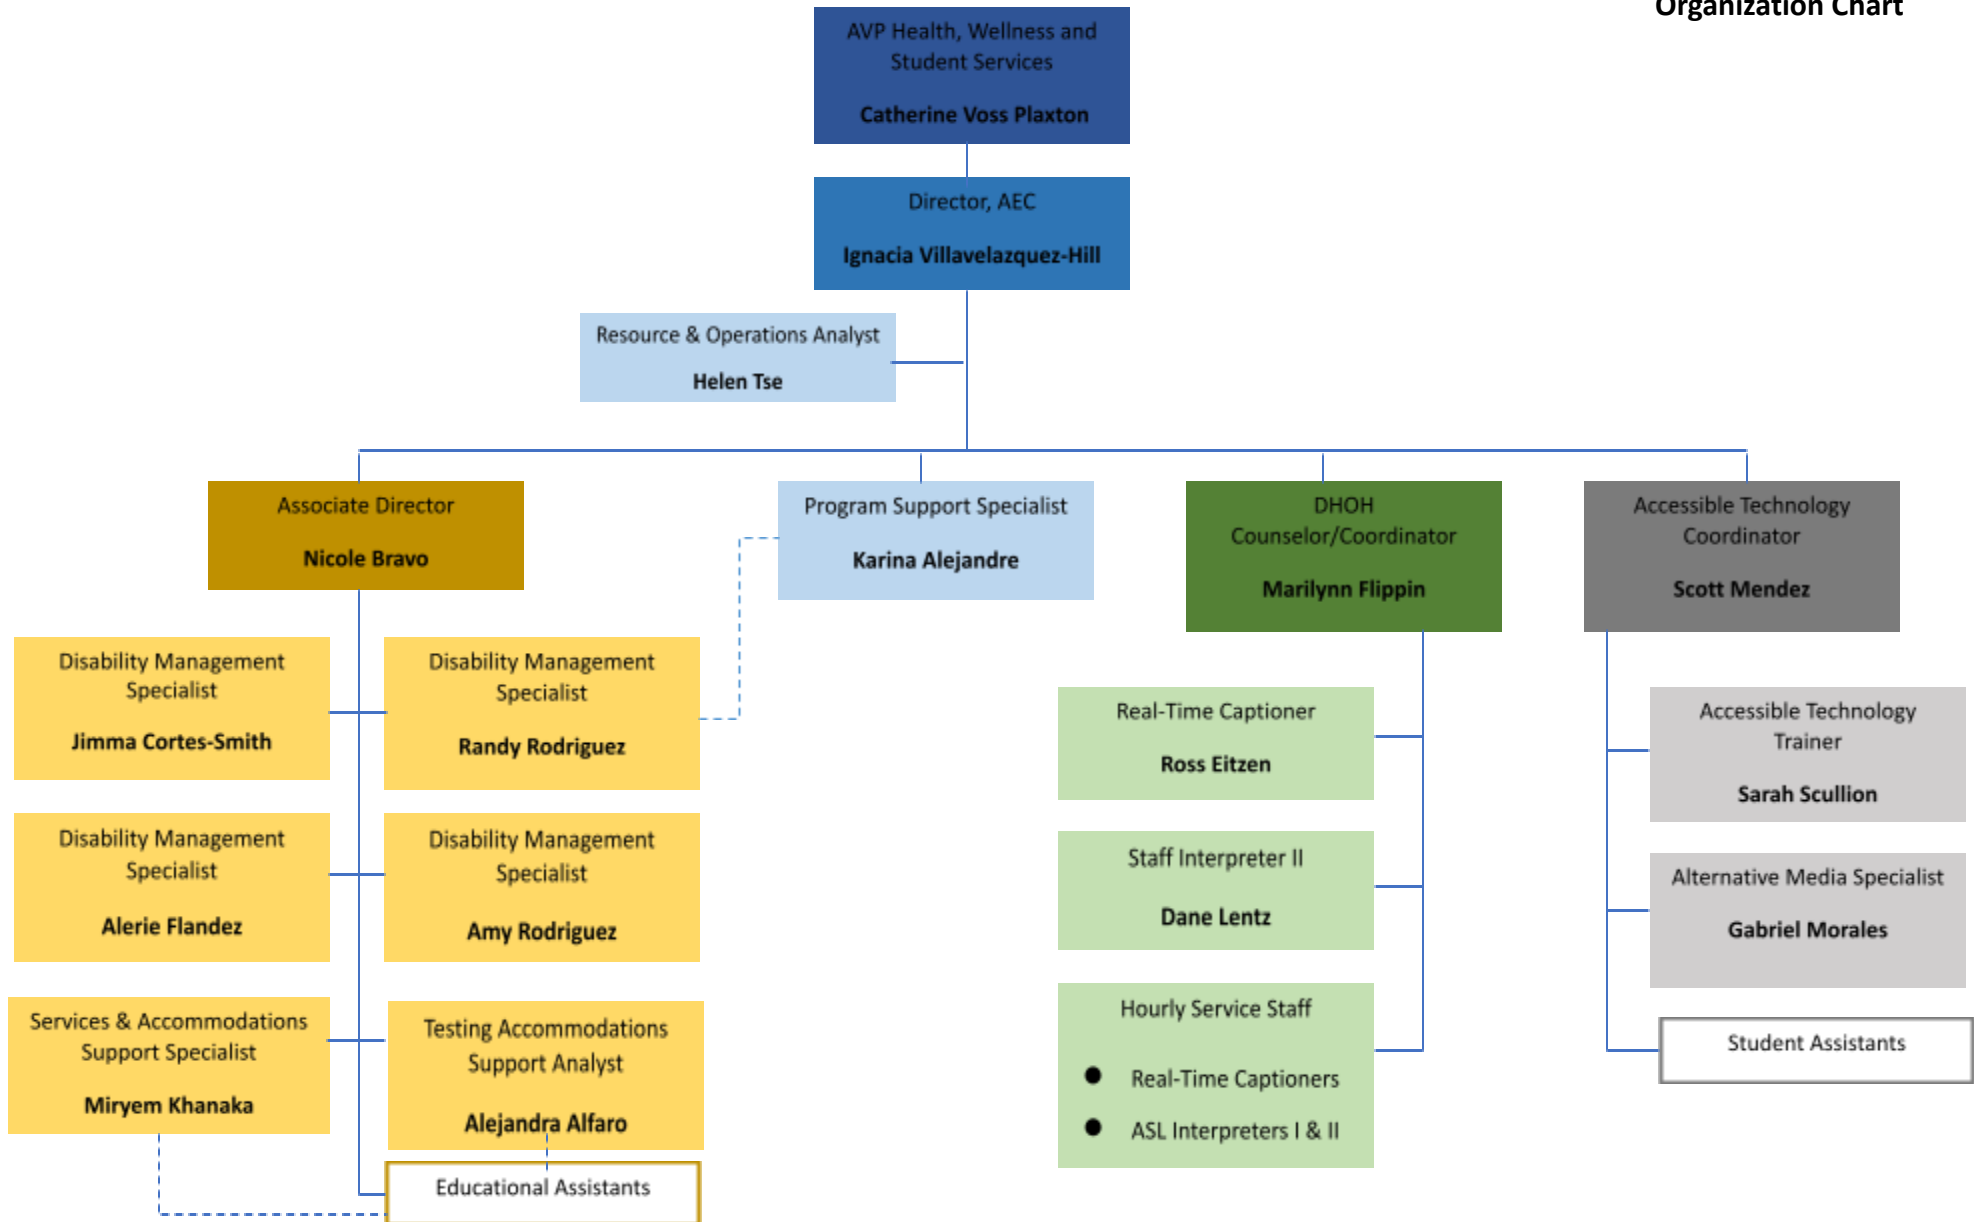 Organization Chart
AVP Health, Wellness and
Student Services
Catherine Voss Plaxton
Director, AEC
Ignacia Villavelazquez-Hill
Resource & Operations Analyst
Helen Tse
Associate Director
Nicole Bravo
Program Support Specialist
Karina Alejandre
DHOH
Counselor/Coordinator
Marilynn Flippin
Accessible Technology
Coordinator
Scott Mendez
Disability Management
Specialist
Jimma Cortes-Smith
Disability Management
Specialist
Randy Rodriguez
Disability Management
Specialist
Alerie Flandez
Disability Management
Specialist
Amy Rodriguez
Services & Accommodations
Support Specialist
Miryem Khanaka
Testing Accommodations
Support Analyst
Alejandra Alfaro
Educational Assistants
Real-Time Captioner
Ross Eitzen
Staff Interpreter II
Dane Lentz
Hourly Service Staff
● Real-Time Captioners
● ASL Interpreters I & II
Accessible Technology
Trainer
Sarah Scullion
Alternative Media Specialist
Gabriel Morales
Student Assistants